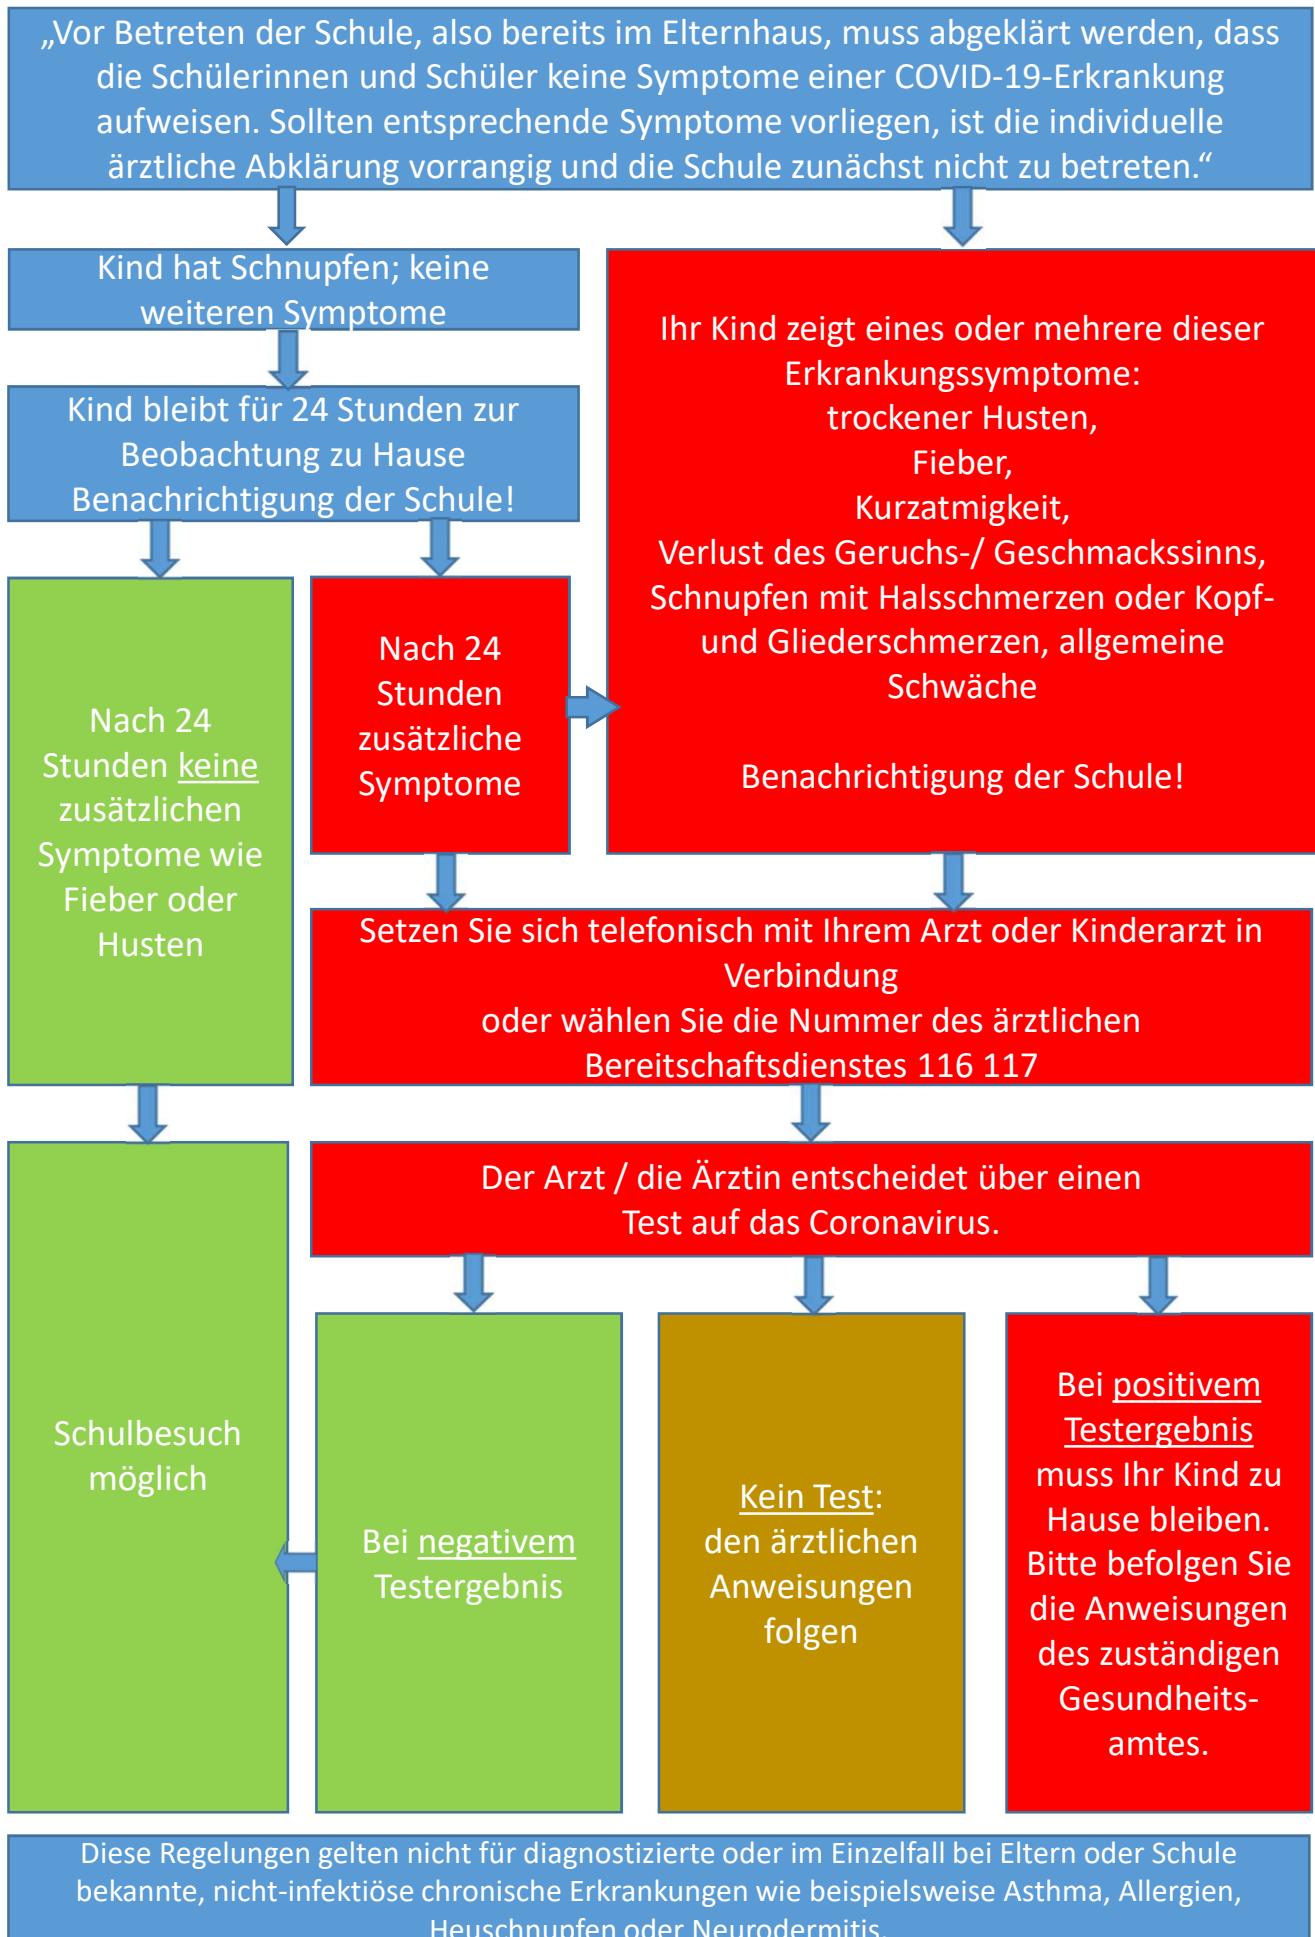 „Vor Betreten der Schule, also bereits im Elternhaus, muss abgeklärt werden, dass
die Schülerinnen und Schüler keine Symptome einer COVID-19-Erkrankung
aufweisen. Sollten entsprechende Symptome vorliegen, ist die individuelle
ärztliche Abklärung vorrangig und die Schule zunächst nicht zu betreten.“
Kind hat Schnupfen; keine
weiteren Symptome
Kind bleibt für 24 Stunden zur
Beobachtung zu Hause
Benachrichtigung der Schule!
Ihr Kind zeigt eines oder mehrere dieser
Erkrankungssymptome:
trockener Husten,
Fieber,
Kurzatmigkeit,
Verlust des Geruchs-/ Geschmackssinns,
Schnupfen mit Halsschmerzen oder Kopf-
und Gliederschmerzen, allgemeine
Schwäche
Benachrichtigung der Schule!
Nach 24
Stunden keine
zusätzlichen
Symptome wie
Fieber oder
Husten
Nach 24
Stunden
zusätzliche
Symptome
Setzen Sie sich telefonisch mit Ihrem Arzt oder Kinderarzt in
Verbindung
oder wählen Sie die Nummer des ärztlichen
Bereitschaftsdienstes 116 117
Der Arzt / die Ärztin entscheidet über einen
Test auf das Coronavirus.
Schulbesuch
möglich
Bei negativem
Testergebnis
Kein Test:
den ärztlichen
Anweisungen
folgen
Bei positivem
Testergebnis
muss Ihr Kind zu
Hause bleiben.
Bitte befolgen Sie
die Anweisungen
des zuständigen
Gesundheits-
amtes.
Diese Regelungen gelten nicht für diagnostizierte oder im Einzelfall bei Eltern oder Schule
bekannte, nicht-infektiöse chronische Erkrankungen wie beispielsweise Asthma, Allergien,
Heuschnupfen oder Neurodermitis.